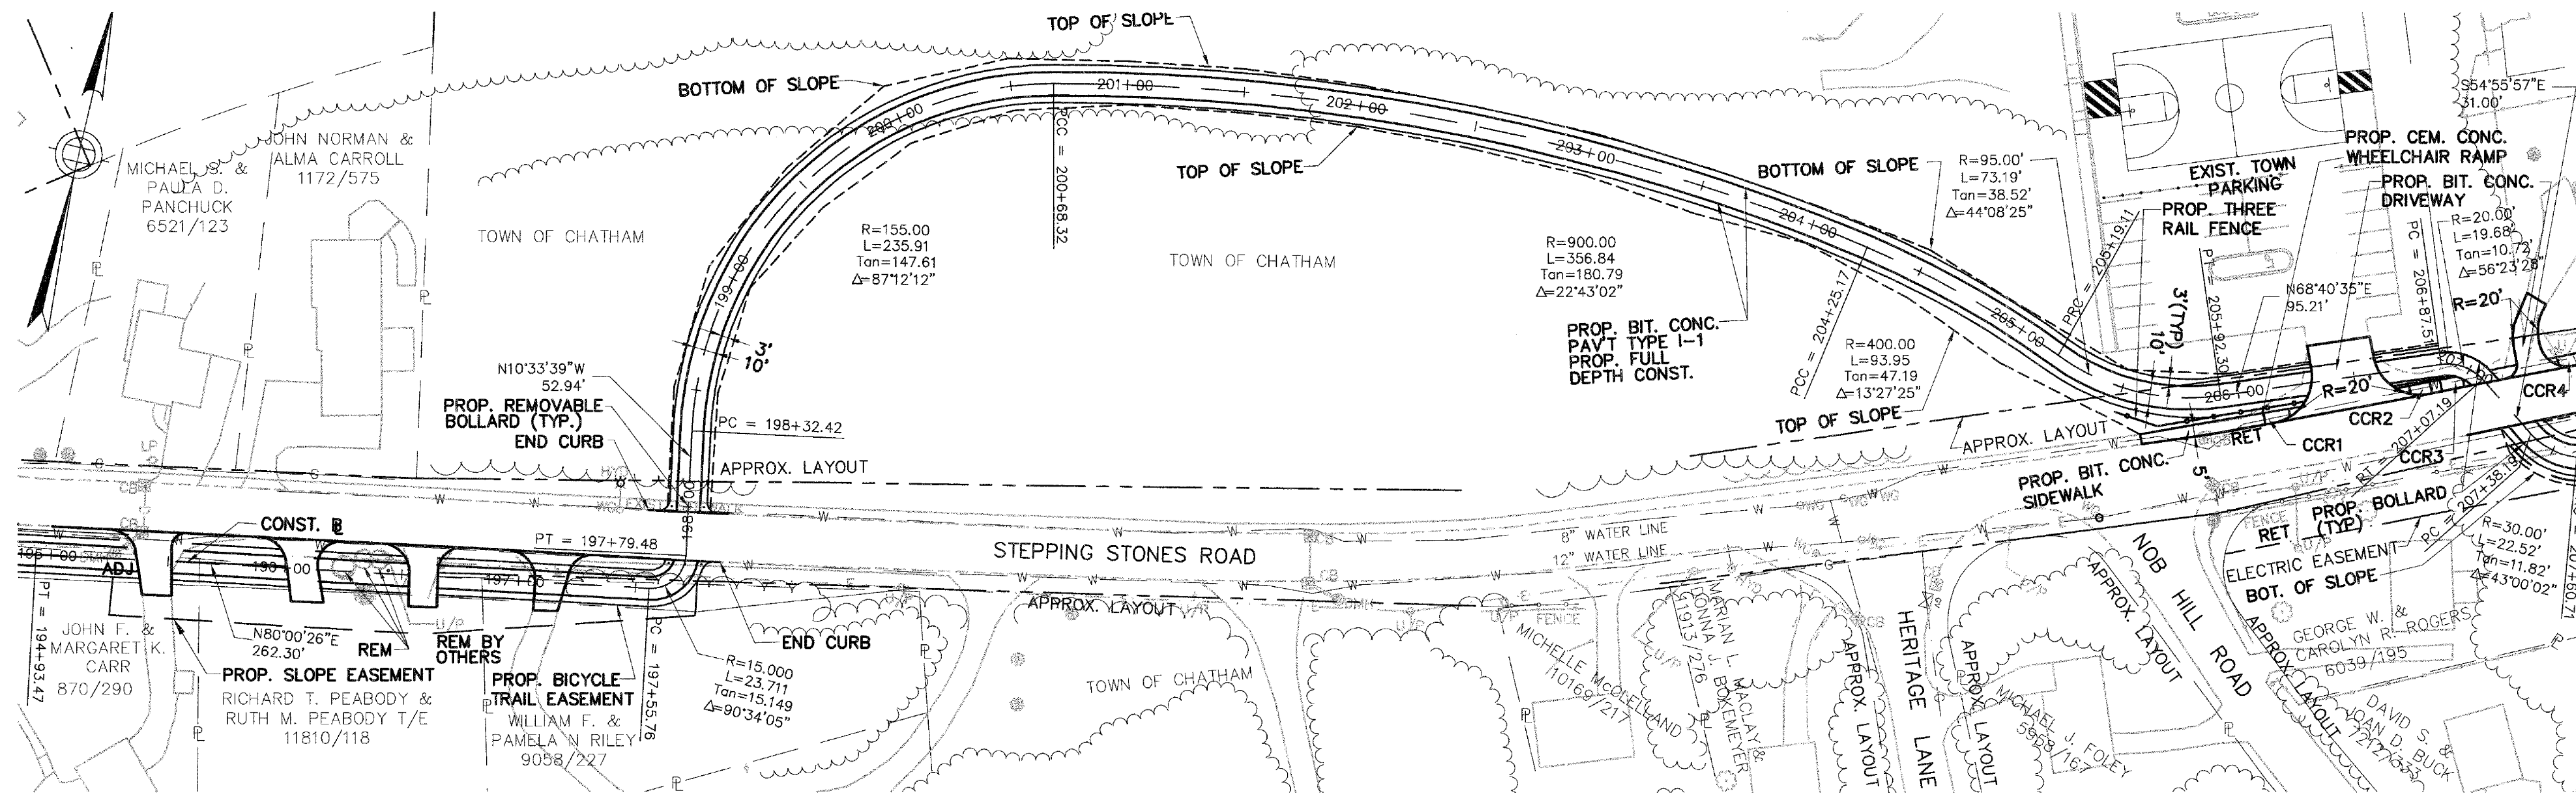 TOP OF SLOPE
BOTTOM OF SLOPE
201+00
202+00
200+00
PCC = 200+68.32
TOP OF SLOPE
203+00
BOTTOM OF SLOPE
204+00
R=95.00'
L=73.19'
Tan=38.52'
Δ=44°08'25"
S54°55'57"E
31.00'
PROP. CEM. CONC.
WHEELCHAIR RAMP
EXIST. TOWN
PARKING
PROP. BIT. CONC.
DRIVEWAY
PROP. THREE
RAIL FENCE
R=20.00'
L=19.68'
Tan=10.72'
Δ=56°23'28"
PC = 206+87.51
R=20'
N68°40'35"E
95.21'
PT = 205+92.30
3'(TYP)
10'
PRC = 205+19.11
JOHN NORMAN &
ALMA CARROLL
1172/575
MICHAEL S. &
PAULA D.
PANCHUCK
6521/123
TOWN OF CHATHAM
R=155.00
L=235.91
Tan=147.61
Δ=87°12'12"
TOWN OF CHATHAM
R=900.00
L=356.84
Tan=180.79
Δ=22°43'02"
PROP. BIT. CONC.
PAV'T TYPE I-1
PROP. FULL
DEPTH CONST.
PCC = 204+25.17
R=400.00
L=93.95
Tan=47.19
Δ=13°27'25"
205+00
206+00
R=20'
199+00
3'
10'
N10°33'39"W
52.94'
PROP. REMOVABLE
BOLLARD (TYP.)
END CURB
PC = 198+32.42
APPROX. LAYOUT
TOP OF SLOPE
APPROX. LAYOUT
RET
CCR1
CCR2
CCR3
CCR4
PT = 207+07.19
PROP. BIT. CONC.
SIDEWALK
5'
RET
PROP. BOLLARD
(TYP)
PC = 207+38.19
R=30.00'
L=22.52'
Tan=11.82'
Δ=43°00'02"
207+60.71
ELECTRIC EASEMENT
BOT. OF SLOPE
LP
CB
HYD
CONST. BL
PT = 197+79.48
STEPPING STONES ROAD
8" WATER LINE
12" WATER LINE
ADJ
196+00
197+00
PT = 194+93.47
N80°00'26"E
262.30'
REM
REM BY
OTHERS
U/P
PROP. SLOPE EASEMENT
JOHN F. &
MARGARET K.
CARR
870/290
RICHARD T. PEABODY &
RUTH M. PEABODY T/E
11810/118
PROP. BICYCLE
TRAIL EASEMENT
WILLIAM F. &
PAMELA N RILEY
9058/227
PC = 197+55.76
R=15.000
L=23.711
Tan=15.149
Δ=90°34'05"
END CURB
APPROX. LAYOUT
TOWN OF CHATHAM
FENCE
MICHELLE McCLELLAND
10169/217
MARIAN L. MACLAY &
DONNA J. BOKEMEYER
11913/276
APPROX. LAYOUT
HERITAGE LANE
APPROX. LAYOUT
MICHAEL J. FOLEY
5958/167
NOB HILL ROAD
APPROX. LAYOUT
APPROX. LAYOUT
GEORGE W. &
CAROLYN R. ROGERS
6039/195
DAVID S. &
JOAN D. BUCK
7272/333